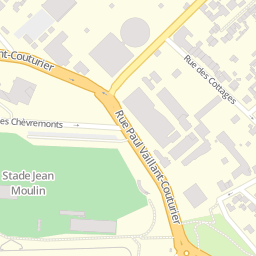 nt-Couturier
Rue des Cottages
Rue Paul Vaillant-Couturier
es Chèvremonts
Stade Jean
Moulin